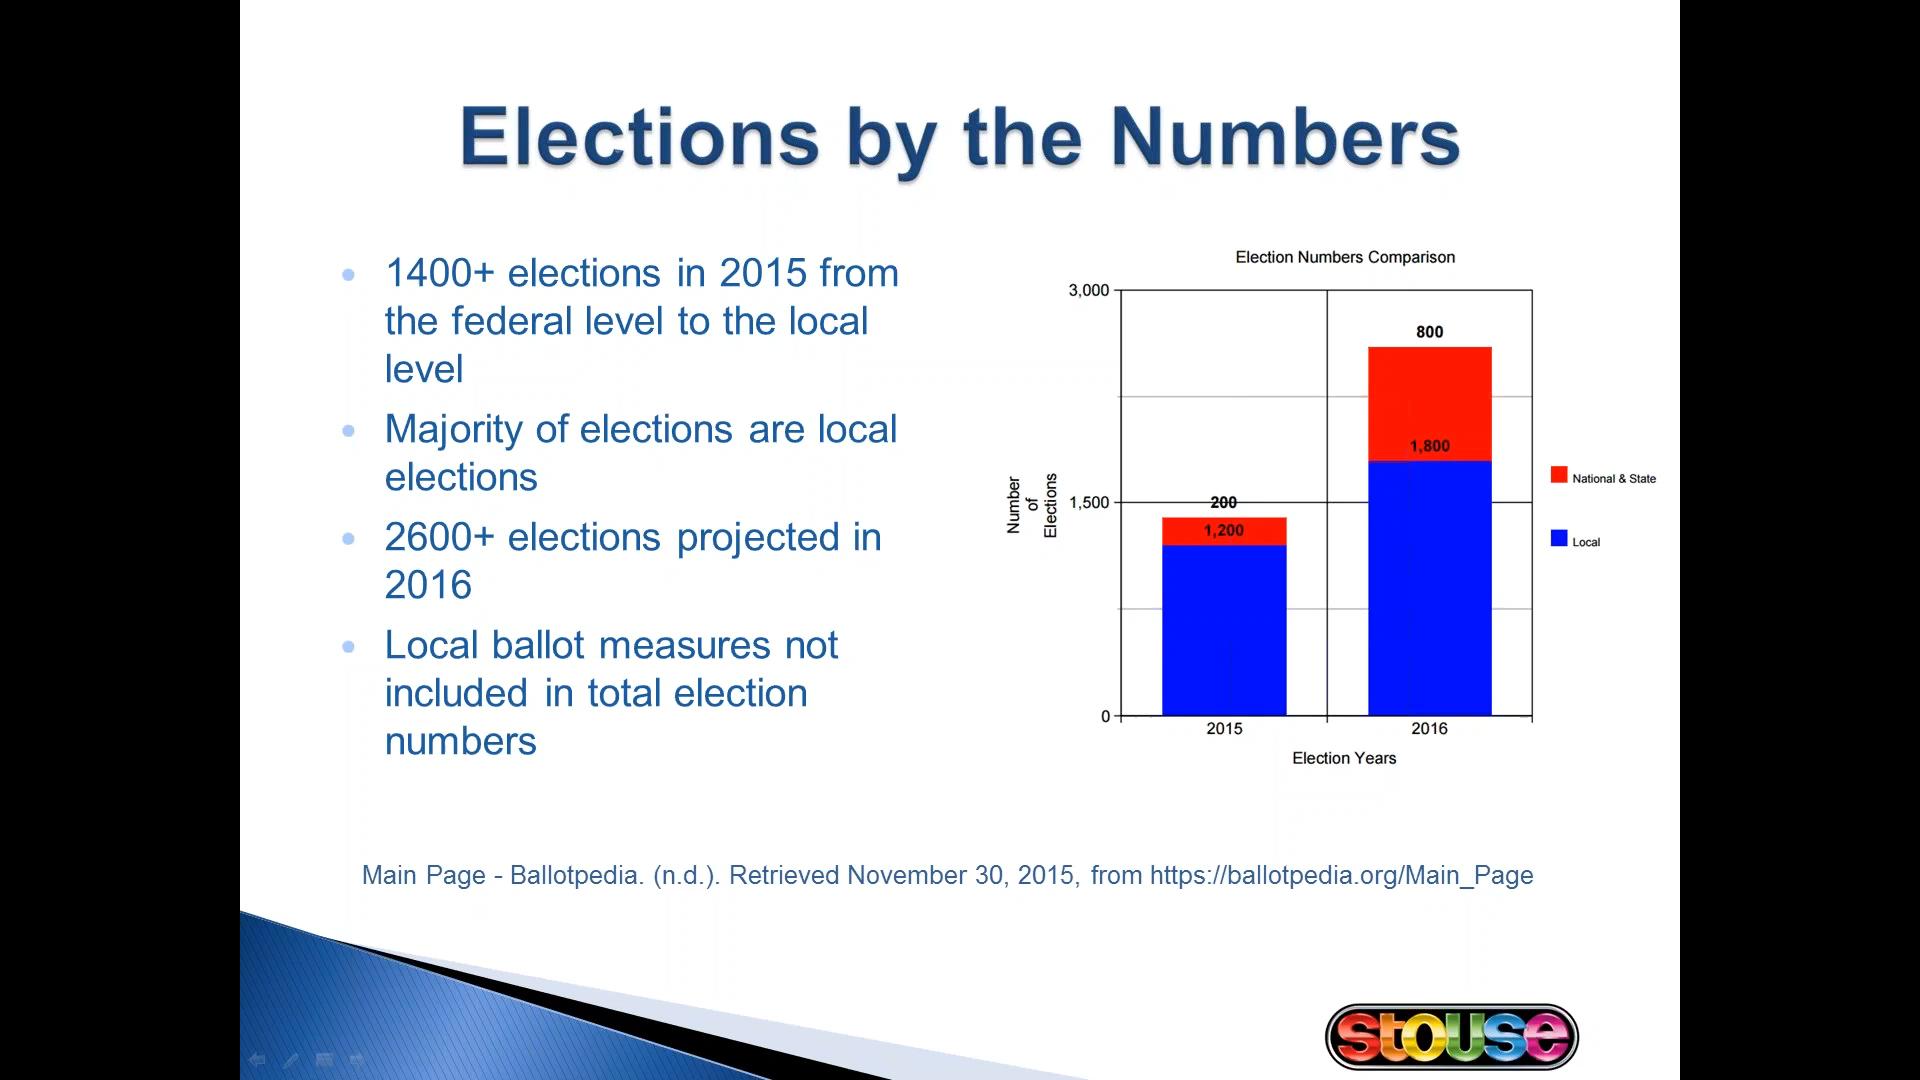 Elections by the Numbers
1400+ elections in 2015 from
the federal level to the local
level
Majority of elections are local
elections
2600+ elections projected in
2016
Local ballot measures not
included in total election
numbers
Election Numbers Comparison
3,000
1,500
0
Number
of
Elections
800
1,800
200
1,200
2015
2016
Election Years
National & State
Local
Main Page - Ballotpedia. (n.d.). Retrieved November 30, 2015, from https://ballotpedia.org/Main_Page
stouse